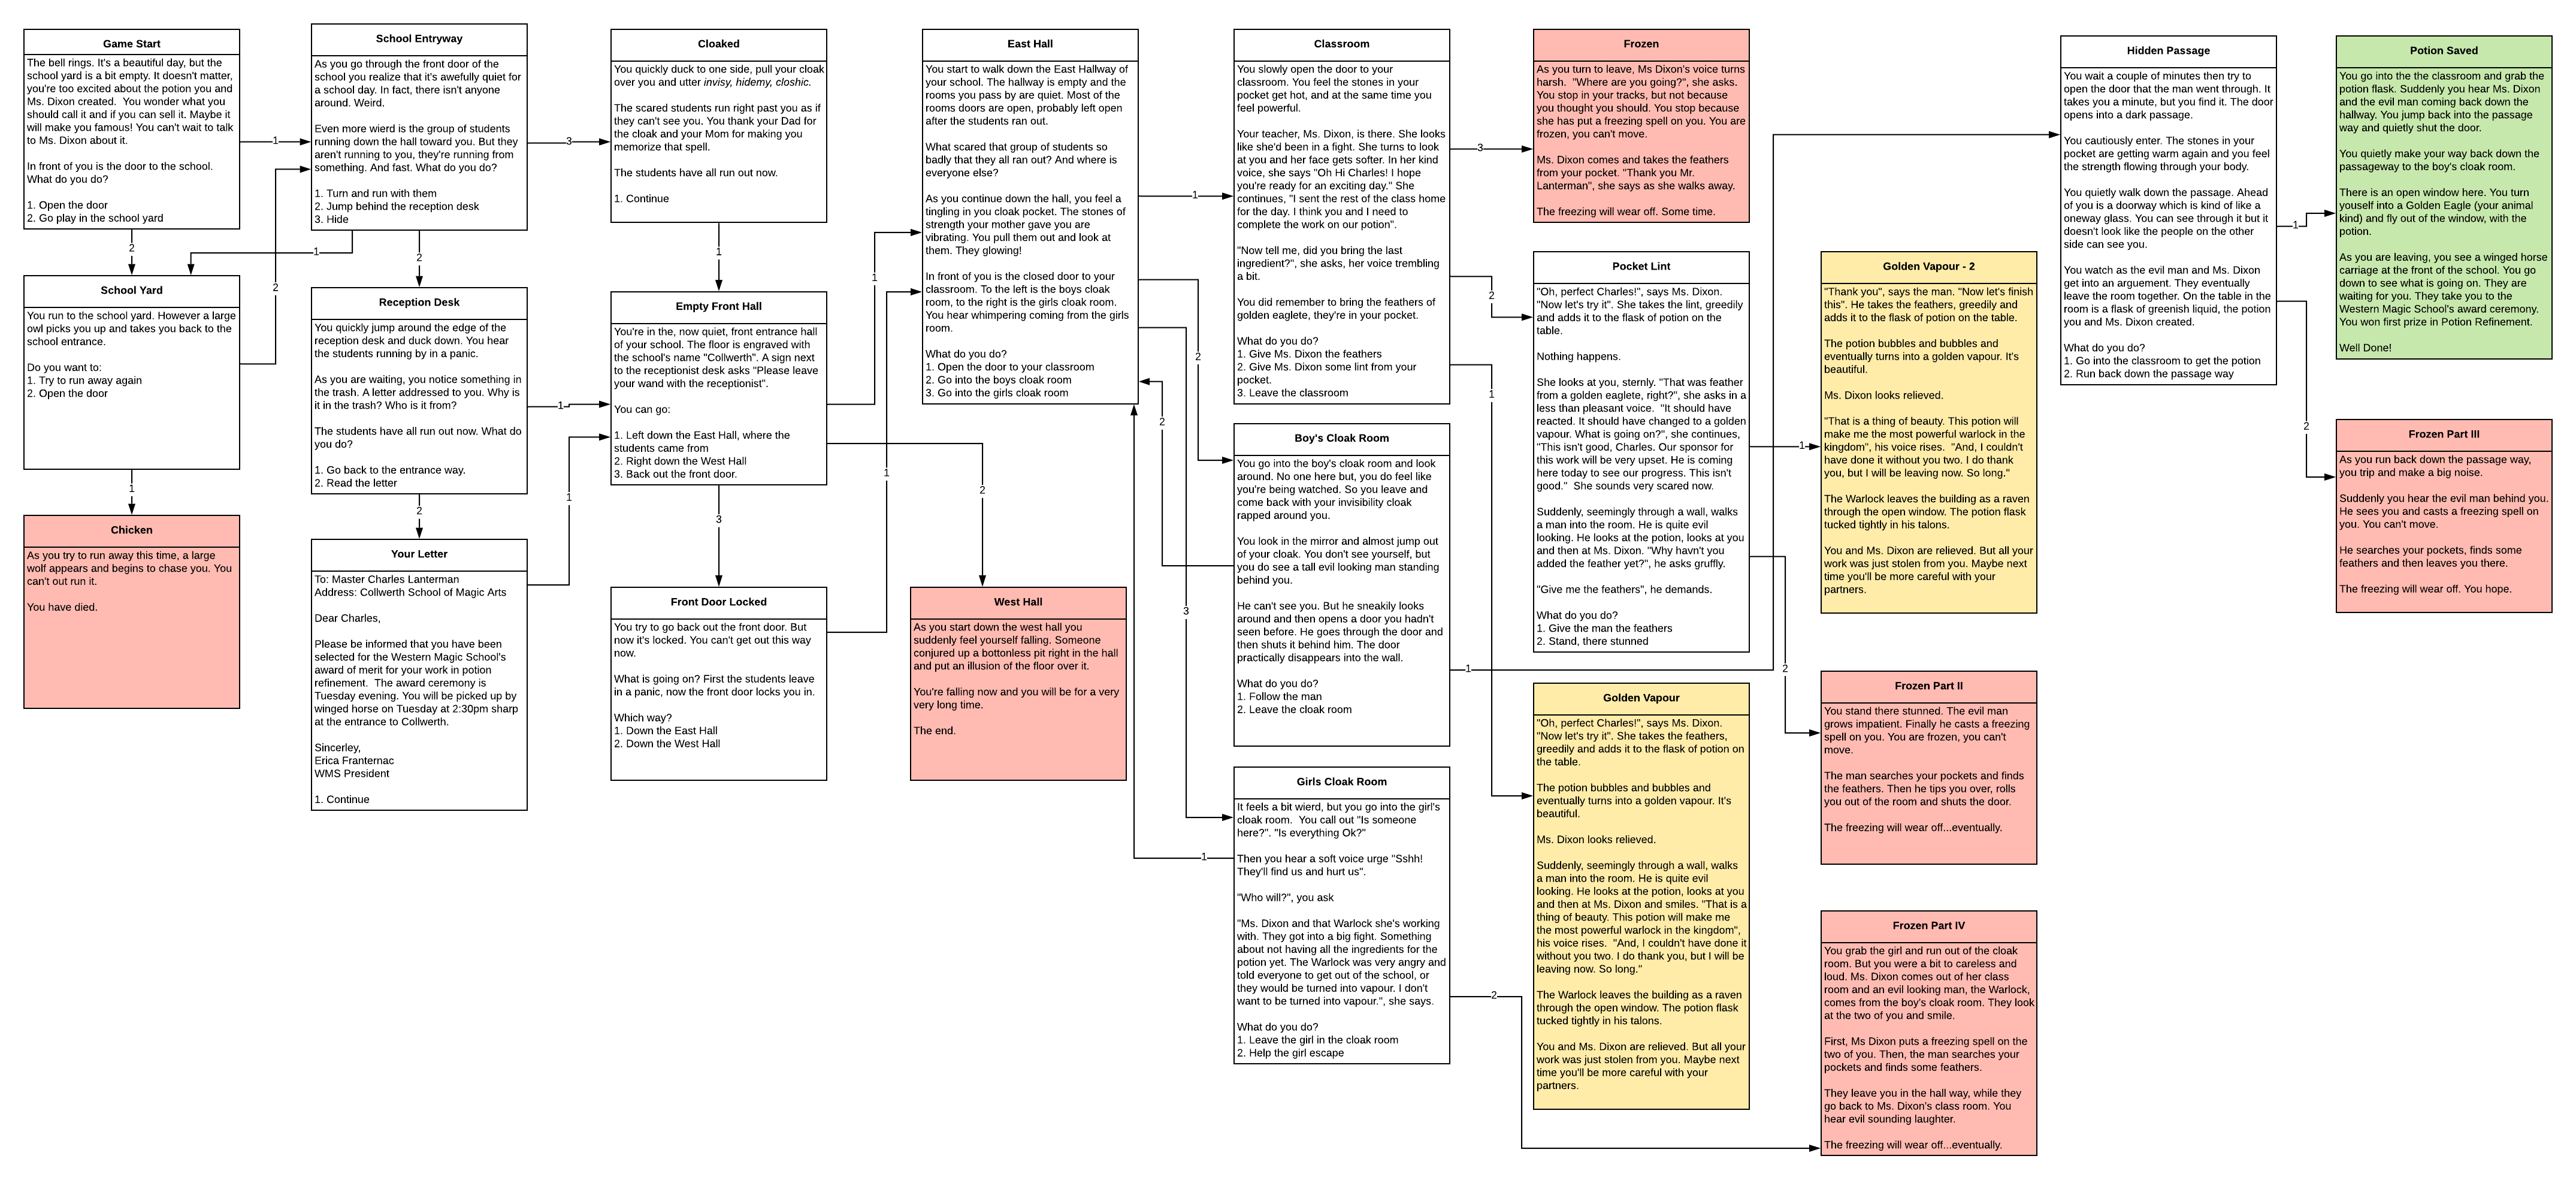 Game Start
The bell rings. It's a beautiful day, but the
school yard is a bit empty. It doesn't matter,
you're too excited about the potion you and
Ms. Dixon created.  You wonder what you
should call it and if you can sell it. Maybe it
will make you famous! You can't wait to talk
to Ms. Dixon about it.
In front of you is the door to the school.
What do you do?
1. Open the door
2. Go play in the school yard
1
2
School Yard
You run to the school yard. However a large
owl picks you up and takes you back to the
school entrance.
Do you want to:
1. Try to run away again
2. Open the door
2
1
Chicken
As you try to run away this time, a large
wolf appears and begins to chase you. You
can't out run it.
You have died.
School Entryway
As you go through the front door of the
school you realize that it's awefully quiet for
a school day. In fact, there isn't anyone
around. Weird.
Even more wierd is the group of students
running down the hall toward you. But they
aren't running to you, they're running from
something. And fast. What do you do?
1. Turn and run with them
2. Jump behind the reception desk
3. Hide
1
2
3
Reception Desk
You quickly jump around the edge of the
reception desk and duck down. You hear
the students running by in a panic.
As you are waiting, you notice something in
the trash. A letter addressed to you. Why is
it in the trash? Who is it from?
The students have all run out now. What do
you do?
1. Go back to the entrance way.
2. Read the letter
1
2
Your Letter
To: Master Charles Lanterman
Address: Collwerth School of Magic Arts
Dear Charles,
Please be informed that you have been
selected for the Western Magic School's
award of merit for your work in potion
refinement.  The award ceremony is
Tuesday evening. You will be picked up by
winged horse on Tuesday at 2:30pm sharp
at the entrance to Collwerth.
Sincerley,
Erica Franternac
WMS President
1. Continue
1
Cloaked
You quickly duck to one side, pull your cloak
over you and utter invisy, hidemy, closhic.
The scared students run right past you as if
they can't see you. You thank your Dad for
the cloak and your Mom for making you
memorize that spell.
The students have all run out now.
1. Continue
1
Empty Front Hall
You're in the, now quiet, front entrance hall
of your school. The floor is engraved with
the school's name "Collwerth". A sign next
to the receptionist desk asks "Please leave
your wand with the receptionist".
You can go:
1. Left down the East Hall, where the
students came from
2. Right down the West Hall
3. Back out the front door.
1
2
3
Front Door Locked
You try to go back out the front door. But
now it's locked. You can't get out this way
now.
What is going on? First the students leave
in a panic, now the front door locks you in.
Which way?
1. Down the East Hall
2. Down the West Hall
1
West Hall
As you start down the west hall you
suddenly feel yourself falling. Someone
conjured up a bottonless pit right in the hall
and put an illusion of the floor over it.
You're falling now and you will be for a very
very long time.
The end.
East Hall
You start to walk down the East Hallway of
your school. The hallway is empty and the
rooms you pass by are quiet. Most of the
rooms doors are open, probably left open
after the students ran out.
What scared that group of students so
badly that they all ran out? And where is
everyone else?
As you continue down the hall, you feel a
tingling in you cloak pocket. The stones of
strength your mother gave you are
vibrating. You pull them out and look at
them. They glowing!
In front of you is the closed door to your
classroom. To the left is the boys cloak
room, to the right is the girls cloak room.
You hear whimpering coming from the girls
room.
What do you do?
1. Open the door to your classroom
2. Go into the boys cloak room
3. Go into the girls cloak room
1
2
3
Classroom
You slowly open the door to your
classroom. You feel the stones in your
pocket get hot, and at the same time you
feel powerful.
Your teacher, Ms. Dixon, is there. She looks
like she'd been in a fight. She turns to look
at you and her face gets softer. In her kind
voice, she says "Oh Hi Charles! I hope
you're ready for an exciting day." She
continues, "I sent the rest of the class home
for the day. I think you and I need to
complete the work on our potion".
"Now tell me, did you bring the last
ingredient?", she asks, her voice trembling
a bit.
You did remember to bring the feathers of
golden eaglete, they're in your pocket.
What do you do?
1. Give Ms. Dixon the feathers
2. Give Ms. Dixon some lint from your
pocket.
3. Leave the classroom
3
2
1
Boy's Cloak Room
You go into the boy's cloak room and look
around. No one here but, you do feel like
you're being watched. So you leave and
come back with your invisibility cloak
rapped around you.
You look in the mirror and almost jump out
of your cloak. You don't see yourself, but
you do see a tall evil looking man standing
behind you.
He can't see you. But he sneakily looks
around and then opens a door you hadn't
seen before. He goes through the door and
then shuts it behind him. The door
practically disappears into the wall.
What do you do?
1. Follow the man
2. Leave the cloak room
2
1
Girls Cloak Room
It feels a bit wierd, but you go into the girl's
cloak room.  You call out "Is someone
here?". "Is everything Ok?"
Then you hear a soft voice urge "Sshh!
They'll find us and hurt us".
"Who will?", you ask
"Ms. Dixon and that Warlock she's working
with. They got into a big fight. Something
about not having all the ingredients for the
potion yet. The Warlock was very angry and
told everyone to get out of the school, or
they would be turned into vapour. I don't
want to be turned into vapour.", she says.
What do you do?
1. Leave the girl in the cloak room
2. Help the girl escape
1
2
Frozen
As you turn to leave, Ms Dixon's voice turns
harsh.  "Where are you going?", she asks.
You stop in your tracks, but not because
you thought you should. You stop because
she has put a freezing spell on you. You are
frozen, you can't move.
Ms. Dixon comes and takes the feathers
from your pocket. "Thank you Mr.
Lanterman", she says as she walks away.
The freezing will wear off. Some time.
Pocket Lint
"Oh, perfect Charles!", says Ms. Dixon.
"Now let's try it". She takes the lint, greedily
and adds it to the flask of potion on the
table.
Nothing happens.
She looks at you, sternly. "That was feather
from a golden eaglete, right?", she asks in a
less than pleasant voice.  "It should have
reacted. It should have changed to a golden
vapour. What is going on?", she continues,
"This isn't good, Charles. Our sponsor for
this work will be very upset. He is coming
here today to see our progress. This isn't
good."  She sounds very scared now.
Suddenly, seemingly through a wall, walks
a man into the room. He is quite evil
looking. He looks at the potion, looks at you
and then at Ms. Dixon. "Why havn't you
added the feather yet?", he asks gruffly.
"Give me the feathers", he demands.
What do you do?
1. Give the man the feathers
2. Stand, there stunned
1
2
Golden Vapour
"Oh, perfect Charles!", says Ms. Dixon.
"Now let's try it". She takes the feathers,
greedily and adds it to the flask of potion on
the table.
The potion bubbles and bubbles and
eventually turns into a golden vapour. It's
beautiful.
Ms. Dixon looks relieved.
Suddenly, seemingly through a wall, walks
a man into the room. He is quite evil
looking. He looks at the potion, looks at you
and then at Ms. Dixon and smiles. "That is a
thing of beauty. This potion will make me
the most powerful warlock in the kingdom",
his voice rises.  "And, I couldn't have done it
without you two. I do thank you, but I will be
leaving now. So long."
The Warlock leaves the building as a raven
through the open window. The potion flask
tucked tightly in his talons.
You and Ms. Dixon are relieved. But all your
work was just stolen from you. Maybe next
time you'll be more careful with your
partners.
Golden Vapour - 2
"Thank you", says the man. "Now let's finish
this". He takes the feathers, greedily and
adds it to the flask of potion on the table.
The potion bubbles and bubbles and
eventually turns into a golden vapour. It's
beautiful.
Ms. Dixon looks relieved.
"That is a thing of beauty. This potion will
make me the most powerful warlock in the
kingdom", his voice rises.  "And, I couldn't
have done it without you two. I do thank
you, but I will be leaving now. So long."
The Warlock leaves the building as a raven
through the open window. The potion flask
tucked tightly in his talons.
You and Ms. Dixon are relieved. But all your
work was just stolen from you. Maybe next
time you'll be more careful with your
partners.
Frozen Part II
You stand there stunned. The evil man
grows impatient. Finally he casts a freezing
spell on you. You are frozen, you can't
move.
The man searches your pockets and finds
the feathers. Then he tips you over, rolls
you out of the room and shuts the door.
The freezing will wear off...eventually.
Frozen Part IV
You grab the girl and run out of the cloak
room. But you were a bit to careless and
loud. Ms. Dixon comes out of her class
room and an evil looking man, the Warlock,
comes from the boy's cloak room. They look
at the two of you and smile.
First, Ms Dixon puts a freezing spell on the
two of you. Then, the man searches your
pockets and finds some feathers.
They leave you in the hall way, while they
go back to Ms. Dixon's class room. You
hear evil sounding laughter.
The freezing will wear off...eventually.
Hidden Passage
You wait a couple of minutes then try to
open the door that the man went through. It
takes you a minute, but you find it. The door
opens into a dark passage.
You cautiously enter. The stones in your
pocket are getting warm again and you feel
the strength flowing through your body.
You quietly walk down the passage. Ahead
of you is a doorway which is kind of like a
oneway glass. You can see through it but it
doesn't look like the people on the other
side can see you.
You watch as the evil man and Ms. Dixon
get into an arguement. They eventually
leave the room together. On the table in the
room is a flask of greenish liquid, the potion
you and Ms. Dixon created.
What do you do?
1. Go into the classroom to get the potion
2. Run back down the passage way
1
2
Potion Saved
You go into the the classroom and grab the
potion flask. Suddenly you hear Ms. Dixon
and the evil man coming back down the
hallway. You jump back into the passage
way and quietly shut the door.
You quietly make your way back down the
passageway to the boy's cloak room.
There is an open window here. You turn
youself into a Golden Eagle (your animal
kind) and fly out of the window, with the
potion.
As you are leaving, you see a winged horse
carriage at the front of the school. You go
down to see what is going on. They are
waiting for you. They take you to the
Western Magic School's award ceremony.
You won first prize in Potion Refinement.
Well Done!
Frozen Part III
As you run back down the passage way,
you trip and make a big noise.
Suddenly you hear the evil man behind you.
He sees you and casts a freezing spell on
you. You can't move.
He searches your pockets, finds some
feathers and then leaves you there.
The freezing will wear off. You hope.